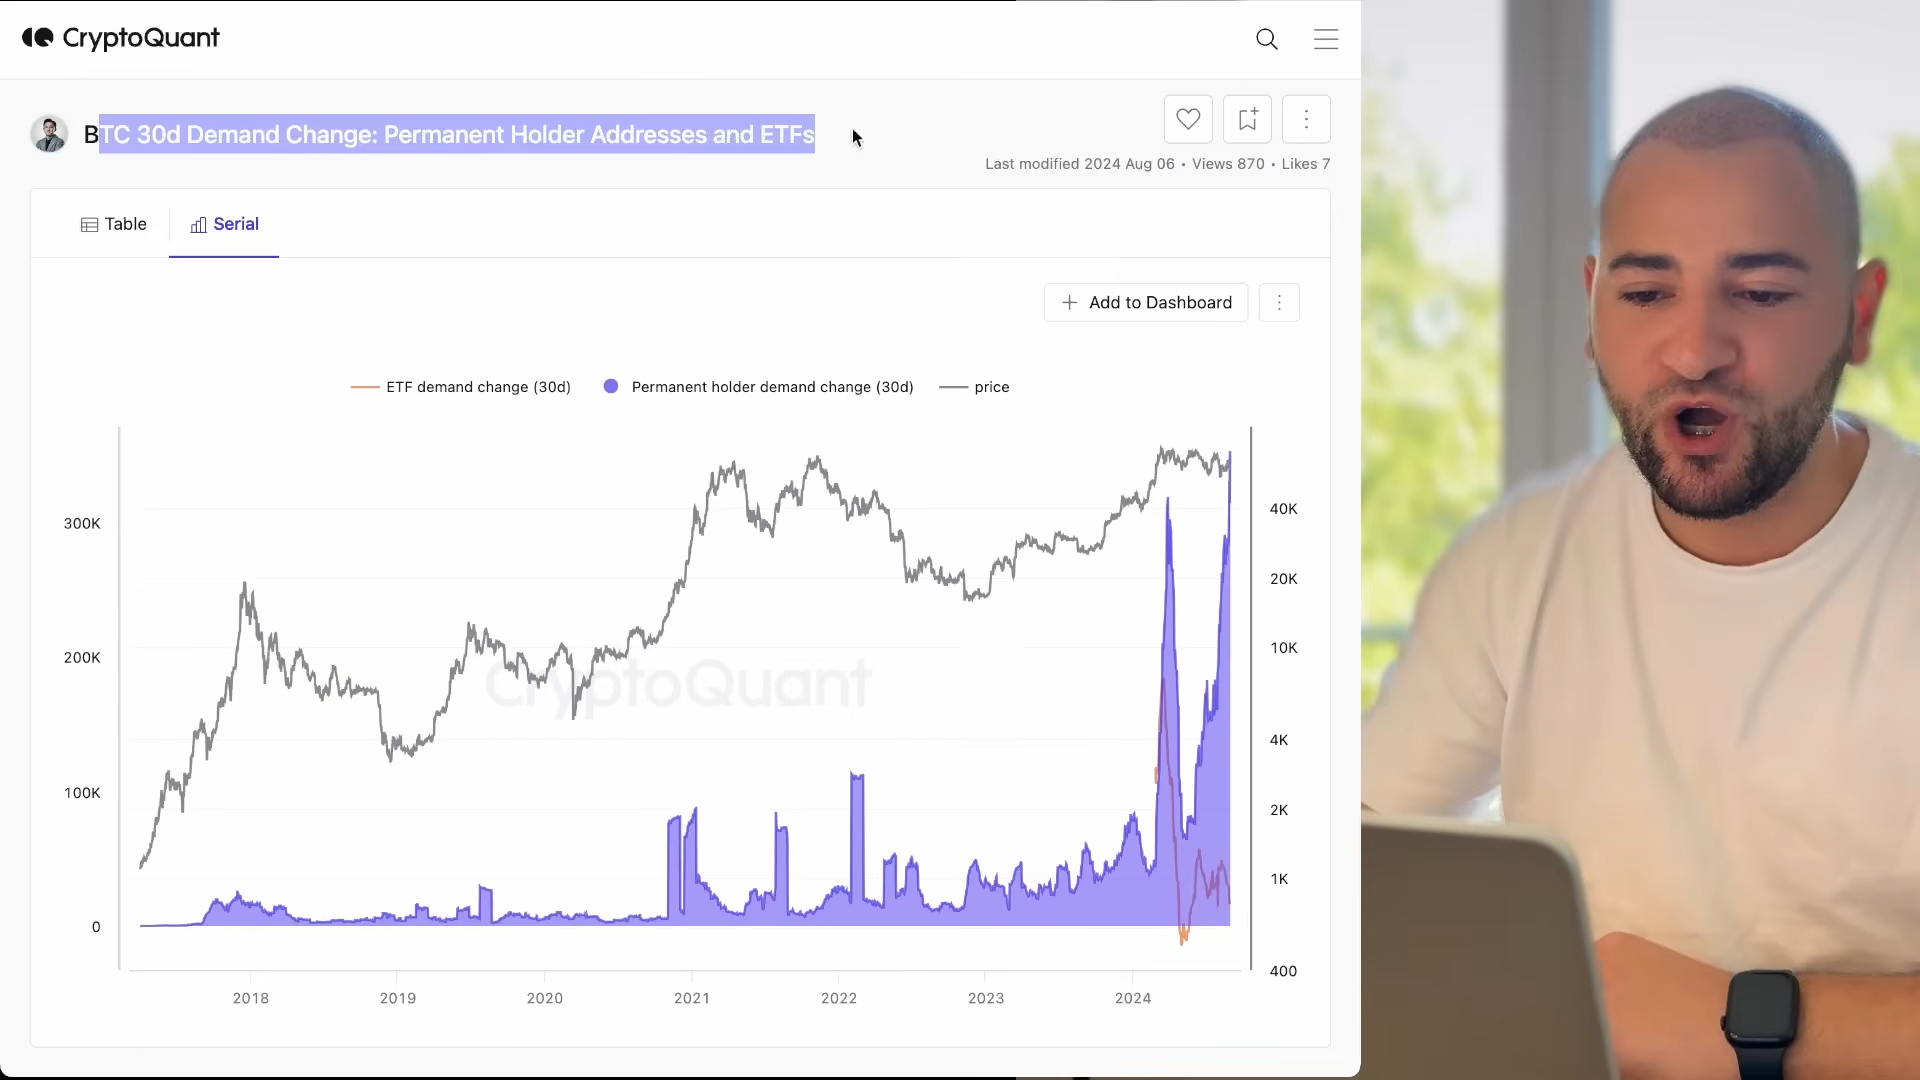 CryptoQuant
BTC 30d Demand Change: Permanent Holder Addresses and ETFs
Last modified 2024 Aug 06 • Views 870 • Likes 7
Table
Serial
Add to Dashboard
ETF demand change (30d)
Permanent holder demand change (30d)
price
300K
200K
100K
0
40K
20K
10K
4K
2K
1K
400
CryptoQuant
2018 2019 2020 2021 2022 2023 2024